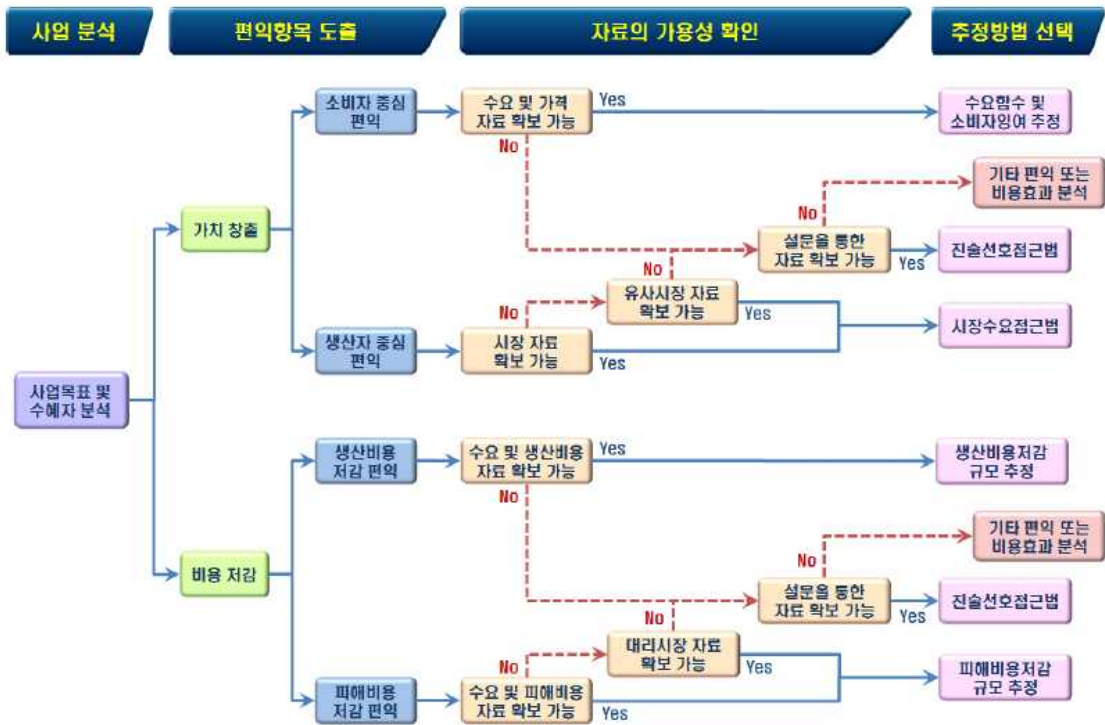 사업 분석
편익항목 도출
자료의 가용성 확인
추정방법 선택
소비자 중심
편익
수요 및 가격
자료 확보 가능
Yes
수요함수 및
소비자잉여 추정
No
기타 편익 또는
비용효과 분석
No
가치 창출
설문을 통한
자료 확보 가능
Yes
진술선호접근법
No
유사시장 자료
확보 가능
Yes
No
시장수요접근법
생산자 중심
편익
시장 자료
확보 가능
Yes
사업목표 및
수혜자 분석
생산비용
저감 편익
수요 및 생산비용
자료 확보 가능
Yes
생산비용저감
규모 추정
No
기타 편익 또는
비용효과 분석
No
비용 저감
설문을 통한
자료 확보 가능
Yes
진술선호접근법
No
대리시장 자료
확보 가능
Yes
No
피해비용저감
규모 추정
피해비용
저감 편익
수요 및 피해비용
자료 확보 가능
Yes